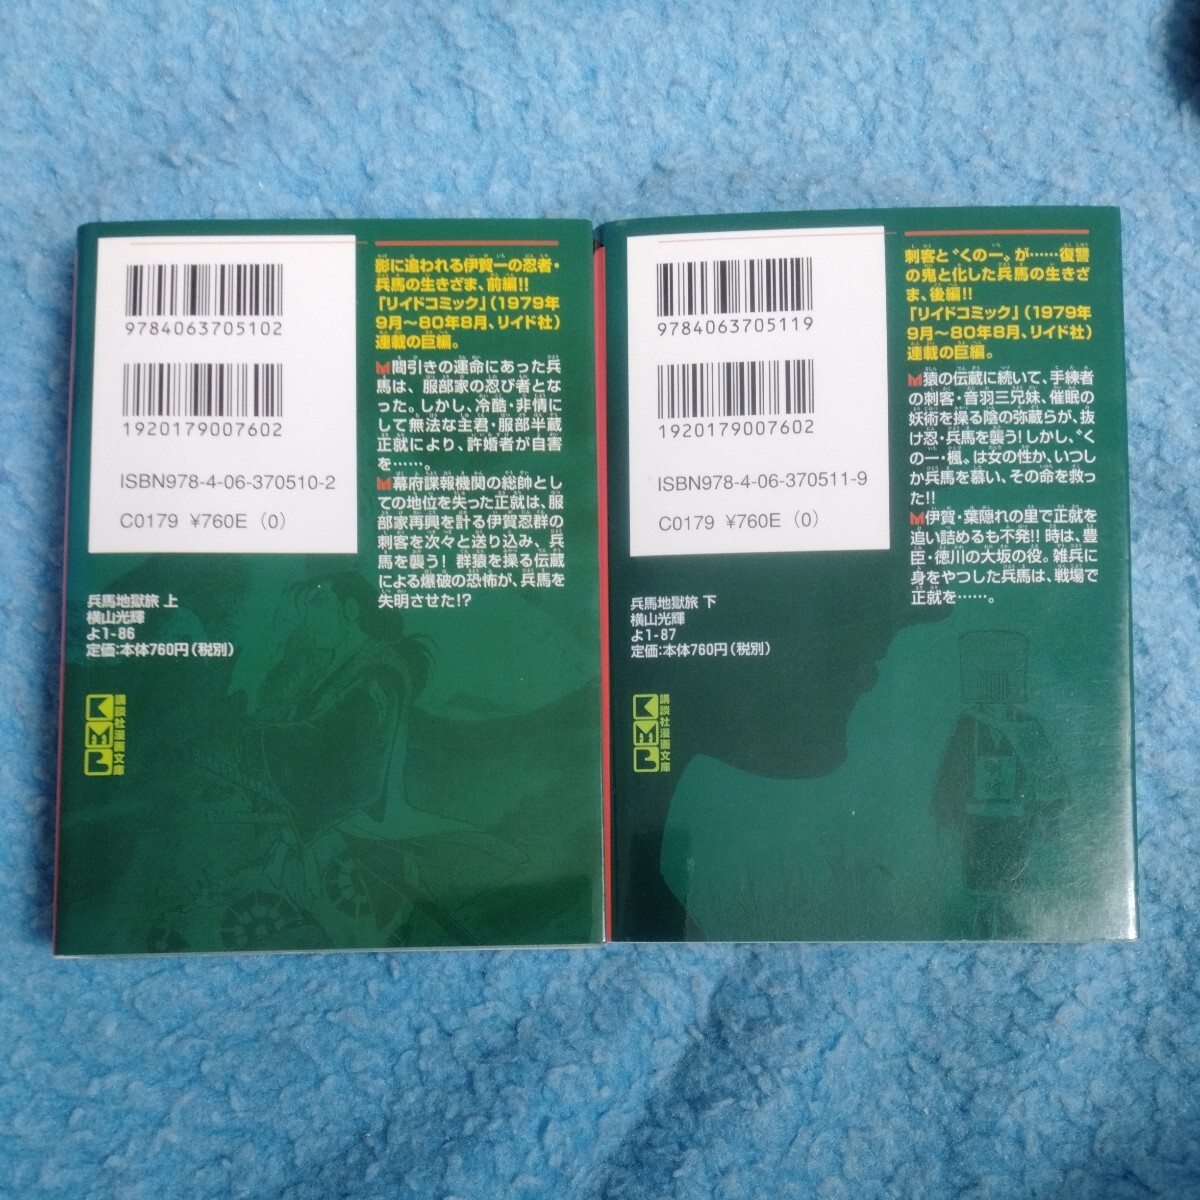 9784063705102
1920179007602
ISBN978-4-06-370510-2
C0179 ¥760E (0)
影に追われる伊賀一の忍者・
兵馬の生きざま、前編!!
「リイドコミック」(1979年
9月〜80年8月、リイド社)
連載の巨編。
M間引きの運命にあった兵
馬は、服部家の忍び者とな
った。しかし、冷酷・非情に
して無法な主君・服部半蔵
正就により、許婚者が自害
を……。
M幕府諜報機関の総帥とし
ての地位を失った正就は、服
部家再興を計る伊賀忍群の
刺客を次々と送り込み、兵
馬を襲う! 群猿を操る伝蔵
による爆破の恐怖が、兵馬を
失明させた!?
兵馬地獄旅 上
横山光輝
よ1-86
定価:本体760円(税別)
KMB
講談社漫画文庫
9784063705119
1920179007602
ISBN978-4-06-370511-9
C0179 ¥760E (0)
刺客と〝くの一〟が……復讐
の鬼と化した兵馬の生きざ
ま、後編!!
「リイドコミック」(1979年
9月〜80年8月、リイド社)
連載の巨編。
M猿の伝蔵に続いて、手練者
の刺客・音羽三兄妹、催眠の
妖術を操る陰の弥蔵らが、抜
け忍・兵馬を襲う! しかし、〝く
の一・楓〟は女の性か、いつし
か兵馬を慕い、その命を救っ
た!!
M伊賀・葉隠れの里で正就を
追い詰めるも不発!! 時は、豊
臣・徳川の大坂の役。雑兵に
身をやつした兵馬は、戦場で
正就を……。
兵馬地獄旅 下
横山光輝
よ1-87
定価:本体760円(税別)
KMB
講談社漫画文庫